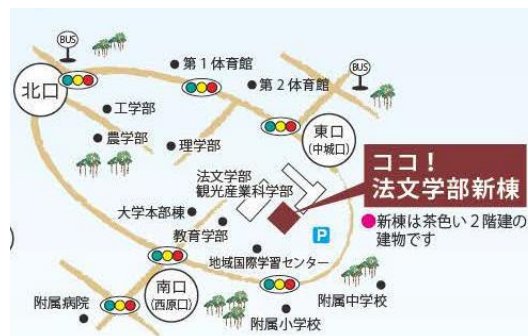 BUS
第1体育館
第2体育館
BUS
北口
工学部
農学部
理学部
東口
(中城口)
ココ！
法文学部新棟
法文学部
観光産業科学部
大学本部棟
教育学部
P
●新棟は茶色い2階建の
建物です
地域国際学習センター
南口
(西原口)
附属病院
附属小学校
附属中学校